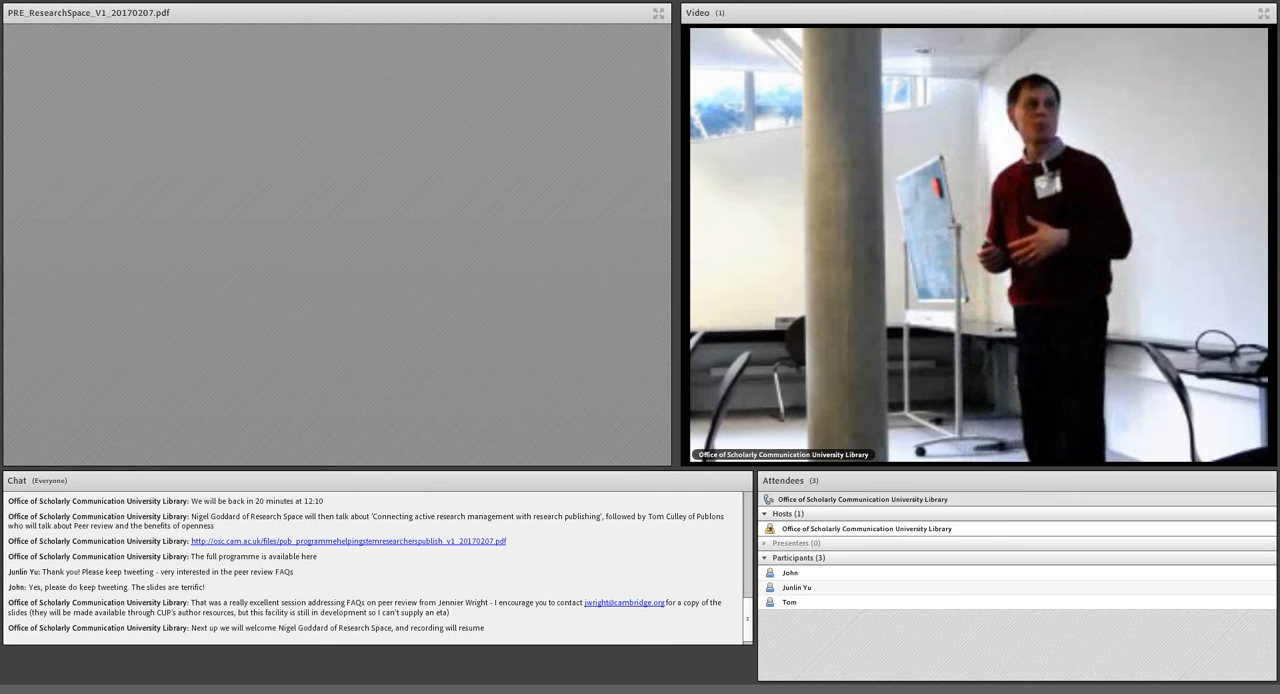 PRE_ResearchSpace_V1_20170207.pdf
Video (1)
Office of Scholarly Communication University Library
Chat (Everyone)
Office of Scholarly Communication University Library: We will be back in 20 minutes at 12:10
Office of Scholarly Communication University Library: Nigel Goddard of Research Space will then talk about 'Connecting active research management with research publishing', followed by Tom Culley of Publons
who will talk about Peer review and the benefits of openness
Office of Scholarly Communication University Library: http://osc.cam.ac.uk/files/pub_programmehelpingstemresearcherspublish_v1_20170207.pdf
Office of Scholarly Communication University Library: The full programme is available here
Junlin Yu: Thank you! Please keep tweeting - very interested in the peer review FAQs
John: Yes, please do keep tweeting. The slides are terrific!
Office of Scholarly Communication University Library: That was a really excellent session addressing FAQs on peer review from Jennier Wright - I encourage you to contact jwright@cambridge.org for a copy of the
slides (they will be made available through CUP's author resources, but this facility is still in development so I can't supply an eta)
Office of Scholarly Communication University Library: Next up we will welcome Nigel Goddard of Research Space, and recording will resume
Attendees (3)
Office of Scholarly Communication University Library
Hosts (1)
Office of Scholarly Communication University Library
Presenters (0)
Participants (3)
John
Junlin Yu
Tom